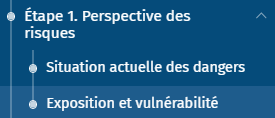 Étape 1. Perspective des
risques
Situation actuelle des dangers
Exposition et vulnérabilité